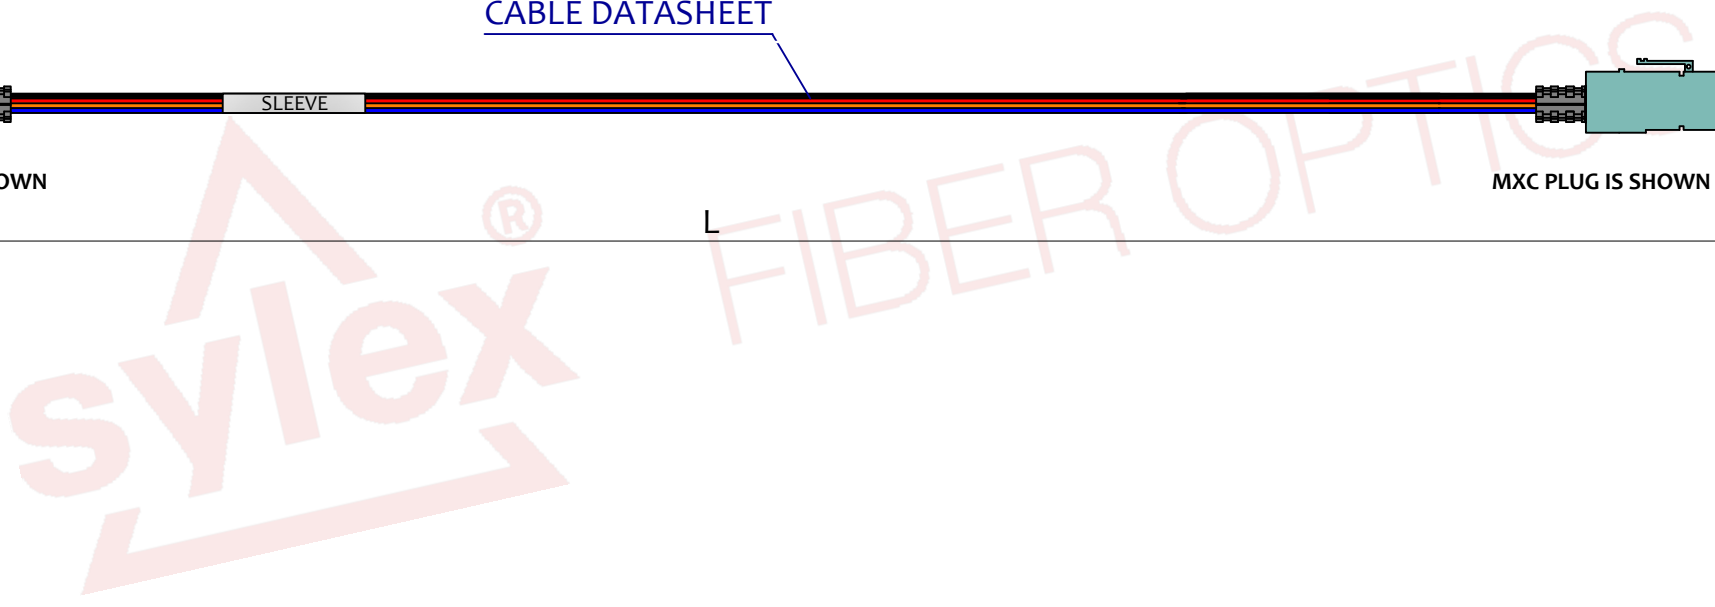 CABLE DATASHEET
SLEEVE
OWN
MXC PLUG IS SHOWN
L
®
FIBER OPTICS
sylex